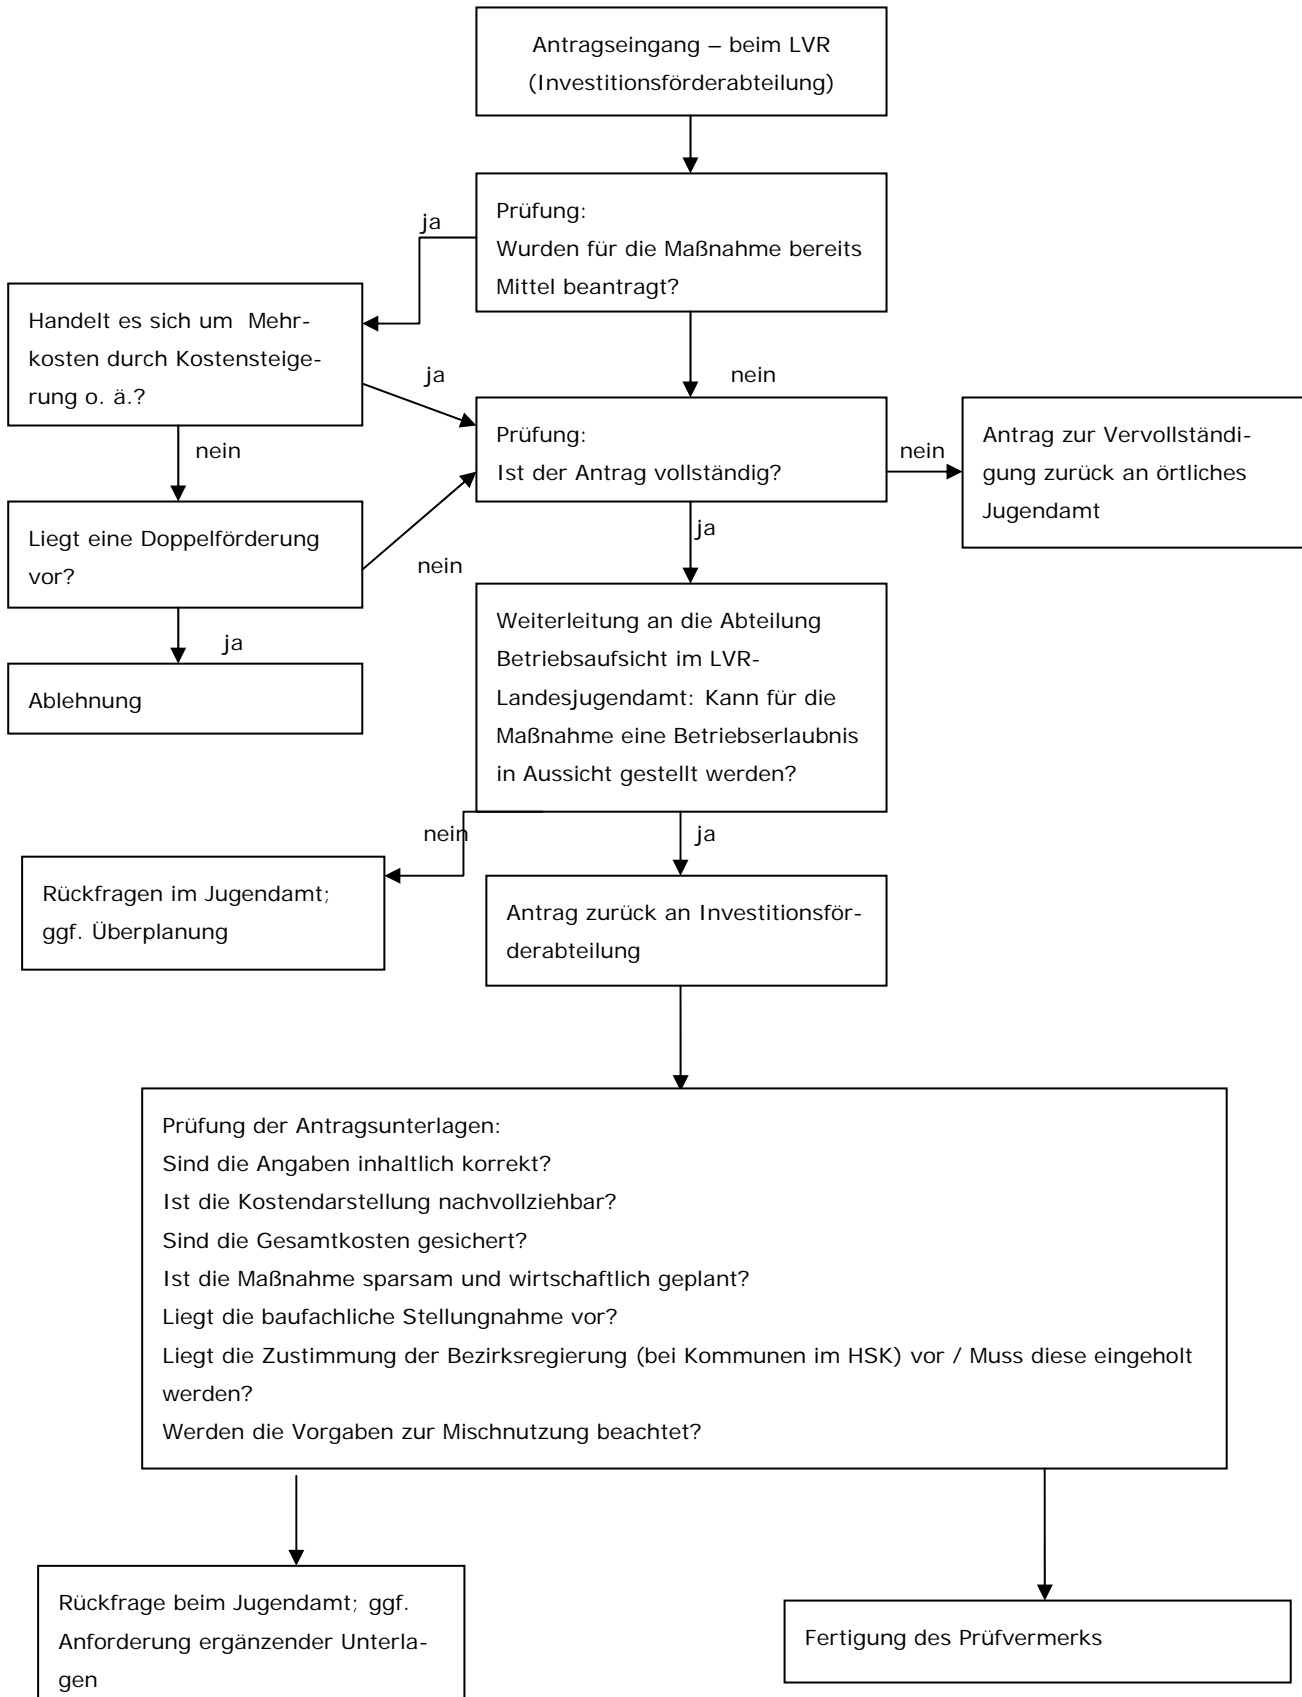 Antragseingang – beim LVR
(Investitionsförderabteilung)
ja
Prüfung:
Wurden für die Maßnahme bereits
Mittel beantragt?
Handelt es sich um  Mehr-
kosten durch Kostensteige-
rung o. ä.?
ja
nein
nein
Prüfung:
Ist der Antrag vollständig?
nein
Antrag zur Vervollständi-
gung zurück an örtliches
Jugendamt
Liegt eine Doppelförderung
vor?
nein
ja
ja
Ablehnung
Weiterleitung an die Abteilung
Betriebsaufsicht im LVR-
Landesjugendamt: Kann für die
Maßnahme eine Betriebserlaubnis
in Aussicht gestellt werden?
nein
ja
Rückfragen im Jugendamt;
ggf. Überplanung
Antrag zurück an Investitionsför-
derabteilung
Prüfung der Antragsunterlagen:
Sind die Angaben inhaltlich korrekt?
Ist die Kostendarstellung nachvollziehbar?
Sind die Gesamtkosten gesichert?
Ist die Maßnahme sparsam und wirtschaftlich geplant?
Liegt die baufachliche Stellungnahme vor?
Liegt die Zustimmung der Bezirksregierung (bei Kommunen im HSK) vor / Muss diese eingeholt
werden?
Werden die Vorgaben zur Mischnutzung beachtet?
Rückfrage beim Jugendamt; ggf.
Anforderung ergänzender Unterla-
gen
Fertigung des Prüfvermerks